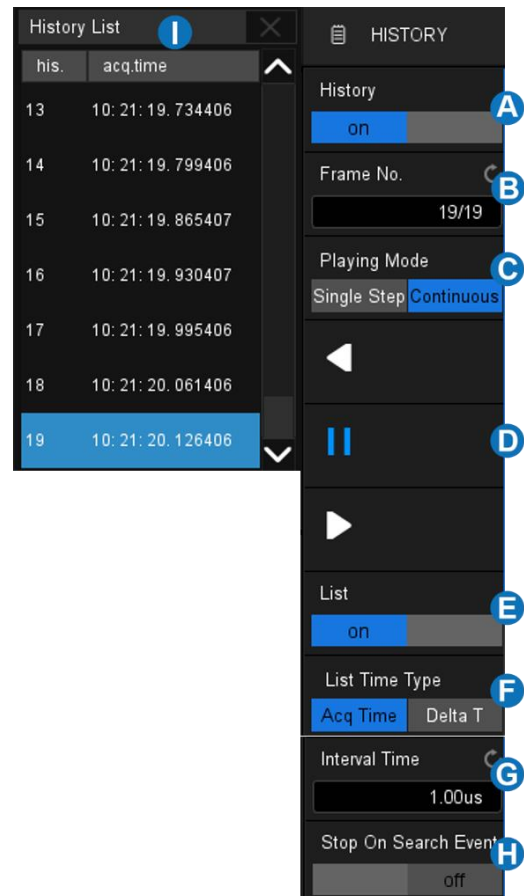 History List I
his. acq.time
13 10: 21: 19. 734406
14 10: 21: 19. 799406
15 10: 21: 19. 865407
16 10: 21: 19. 930407
17 10: 21: 19. 995406
18 10: 21: 20. 061406
19 10: 21: 20. 126406
HISTORY
History A
on
Frame No. B
19/19
Playing Mode C
Single Step Continuous
D
List E
on
List Time Type F
Acq Time Delta T
Interval Time G
1.00us
Stop On Search Event H
off